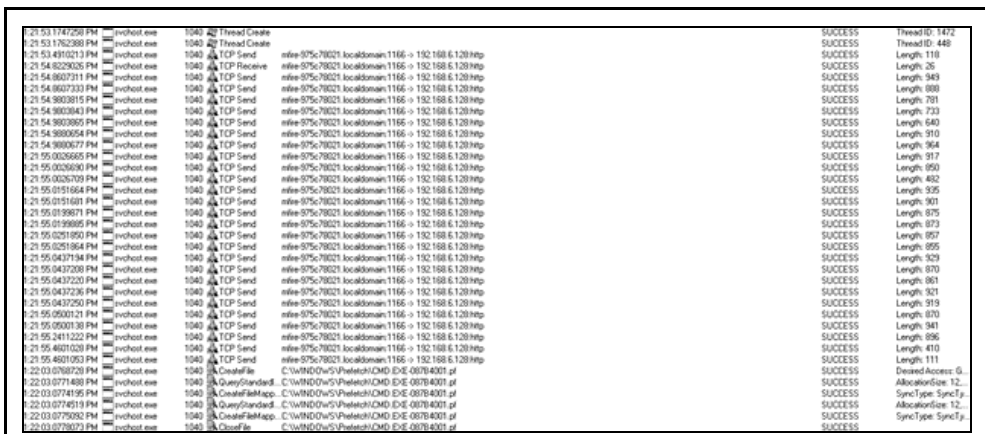 1:21:53.1747258 PM svchost.exe 1040 Thread Create SUCCESS Thread ID: 1472
1:21:53.1762388 PM svchost.exe 1040 Thread Create SUCCESS Thread ID: 448
1:21:53.4910213 PM svchost.exe 1040 TCP Send mfee-975c78021.localdomain:1166 -> 192.168.6.128:http SUCCESS Length: 118
1:21:54.8229026 PM svchost.exe 1040 TCP Receive mfee-975c78021.localdomain:1166 -> 192.168.6.128:http SUCCESS Length: 26
1:21:54.8607311 PM svchost.exe 1040 TCP Send mfee-975c78021.localdomain:1166 -> 192.168.6.128:http SUCCESS Length: 949
1:21:54.8607333 PM svchost.exe 1040 TCP Send mfee-975c78021.localdomain:1166 -> 192.168.6.128:http SUCCESS Length: 888
1:21:54.9803815 PM svchost.exe 1040 TCP Send mfee-975c78021.localdomain:1166 -> 192.168.6.128:http SUCCESS Length: 781
1:21:54.9803843 PM svchost.exe 1040 TCP Send mfee-975c78021.localdomain:1166 -> 192.168.6.128:http SUCCESS Length: 733
1:21:54.9803865 PM svchost.exe 1040 TCP Send mfee-975c78021.localdomain:1166 -> 192.168.6.128:http SUCCESS Length: 640
1:21:54.9880654 PM svchost.exe 1040 TCP Send mfee-975c78021.localdomain:1166 -> 192.168.6.128:http SUCCESS Length: 910
1:21:54.9880677 PM svchost.exe 1040 TCP Send mfee-975c78021.localdomain:1166 -> 192.168.6.128:http SUCCESS Length: 964
1:21:55.0026665 PM svchost.exe 1040 TCP Send mfee-975c78021.localdomain:1166 -> 192.168.6.128:http SUCCESS Length: 917
1:21:55.0026690 PM svchost.exe 1040 TCP Send mfee-975c78021.localdomain:1166 -> 192.168.6.128:http SUCCESS Length: 850
1:21:55.0026709 PM svchost.exe 1040 TCP Send mfee-975c78021.localdomain:1166 -> 192.168.6.128:http SUCCESS Length: 482
1:21:55.0151664 PM svchost.exe 1040 TCP Send mfee-975c78021.localdomain:1166 -> 192.168.6.128:http SUCCESS Length: 935
1:21:55.0151681 PM svchost.exe 1040 TCP Send mfee-975c78021.localdomain:1166 -> 192.168.6.128:http SUCCESS Length: 901
1:21:55.0199871 PM svchost.exe 1040 TCP Send mfee-975c78021.localdomain:1166 -> 192.168.6.128:http SUCCESS Length: 875
1:21:55.0199885 PM svchost.exe 1040 TCP Send mfee-975c78021.localdomain:1166 -> 192.168.6.128:http SUCCESS Length: 873
1:21:55.0251850 PM svchost.exe 1040 TCP Send mfee-975c78021.localdomain:1166 -> 192.168.6.128:http SUCCESS Length: 857
1:21:55.0251864 PM svchost.exe 1040 TCP Send mfee-975c78021.localdomain:1166 -> 192.168.6.128:http SUCCESS Length: 855
1:21:55.0437194 PM svchost.exe 1040 TCP Send mfee-975c78021.localdomain:1166 -> 192.168.6.128:http SUCCESS Length: 929
1:21:55.0437208 PM svchost.exe 1040 TCP Send mfee-975c78021.localdomain:1166 -> 192.168.6.128:http SUCCESS Length: 870
1:21:55.0437220 PM svchost.exe 1040 TCP Send mfee-975c78021.localdomain:1166 -> 192.168.6.128:http SUCCESS Length: 861
1:21:55.0437236 PM svchost.exe 1040 TCP Send mfee-975c78021.localdomain:1166 -> 192.168.6.128:http SUCCESS Length: 921
1:21:55.0437250 PM svchost.exe 1040 TCP Send mfee-975c78021.localdomain:1166 -> 192.168.6.128:http SUCCESS Length: 919
1:21:55.0500121 PM svchost.exe 1040 TCP Send mfee-975c78021.localdomain:1166 -> 192.168.6.128:http SUCCESS Length: 870
1:21:55.0500138 PM svchost.exe 1040 TCP Send mfee-975c78021.localdomain:1166 -> 192.168.6.128:http SUCCESS Length: 941
1:21:55.2411222 PM svchost.exe 1040 TCP Send mfee-975c78021.localdomain:1166 -> 192.168.6.128:http SUCCESS Length: 896
1:21:55.4601028 PM svchost.exe 1040 TCP Send mfee-975c78021.localdomain:1166 -> 192.168.6.128:http SUCCESS Length: 410
1:21:55.4601053 PM svchost.exe 1040 TCP Send mfee-975c78021.localdomain:1166 -> 192.168.6.128:http SUCCESS Length: 111
1:22:03.0768728 PM svchost.exe 1040 CreateFile C:\WINDOWS\Prefetch\CMD.EXE-087B4001.pf SUCCESS Desired Access: G...
1:22:03.0771488 PM svchost.exe 1040 QueryStandardI... C:\WINDOWS\Prefetch\CMD.EXE-087B4001.pf SUCCESS AllocationSize: 12,...
1:22:03.0774195 PM svchost.exe 1040 CreateFileMapp... C:\WINDOWS\Prefetch\CMD.EXE-087B4001.pf SUCCESS SyncType: SyncTy...
1:22:03.0774519 PM svchost.exe 1040 QueryStandardI... C:\WINDOWS\Prefetch\CMD.EXE-087B4001.pf SUCCESS AllocationSize: 12,...
1:22:03.0775092 PM svchost.exe 1040 CreateFileMapp... C:\WINDOWS\Prefetch\CMD.EXE-087B4001.pf SUCCESS SyncType: SyncTy...
1:22:03.0778073 PM svchost.exe 1040 CloseFile C:\WINDOWS\Prefetch\CMD.EXE-087B4001.pf SUCCESS